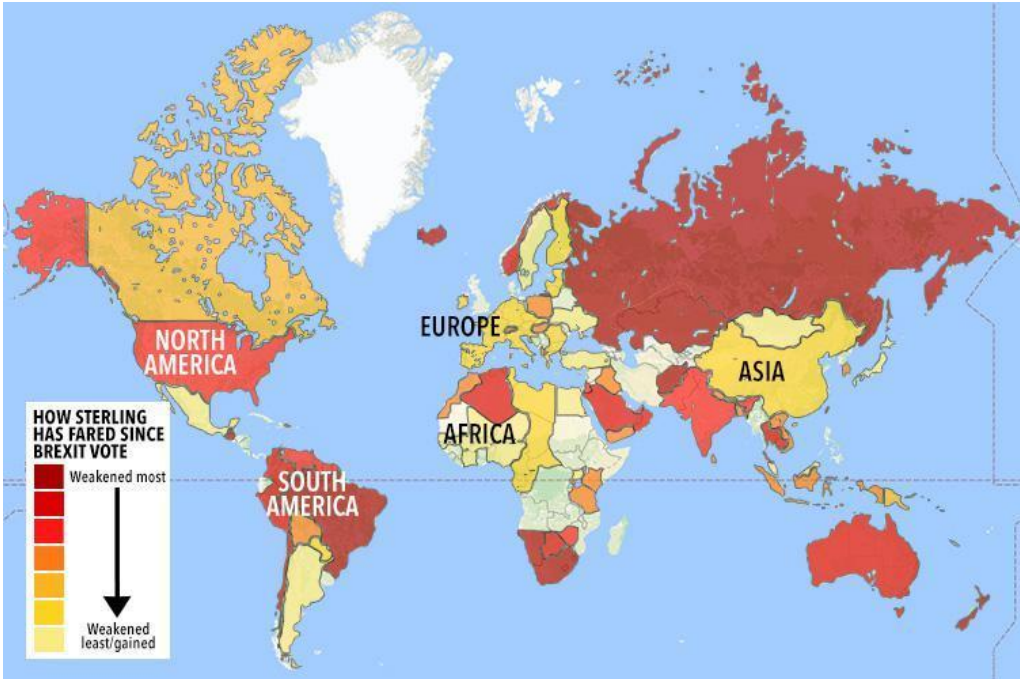 NORTH
AMERICA
EUROPE
ASIA
AFRICA
SOUTH
AMERICA
HOW STERLING
HAS FARED SINCE
BREXIT VOTE
Weakened most
Weakened
least/gained